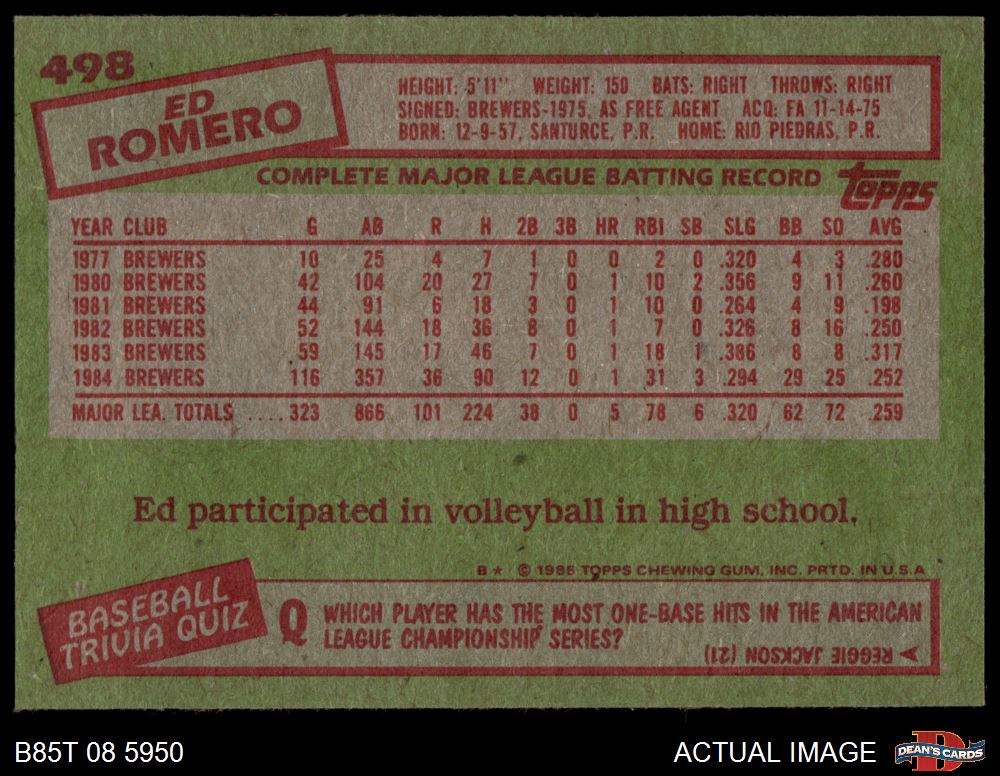 498
ED
ROMERO
HEIGHT: 5'11" WEIGHT: 150 BATS: RIGHT THROWS: RIGHT
SIGNED: BREWERS-1975, AS FREE AGENT ACQ: FA 11-14-75
BORN: 12-9-57, SANTURCE, P.R. HOME: RIO PIEDRAS, P.R.
COMPLETE MAJOR LEAGUE BATTING RECORD
topps
YEAR CLUB G AB R H 2B 3B HR RBI SB SLG BB SO AVG
1977 BREWERS 10 25 4 7 1 0 0 2 0 .320 4 3 .280
1980 BREWERS 42 104 20 27 7 0 1 10 2 .356 9 11 .260
1981 BREWERS 44 91 6 18 3 0 1 10 0 .264 4 9 .198
1982 BREWERS 52 144 18 36 8 0 1 7 0 .326 8 16 .250
1983 BREWERS 59 145 17 46 7 0 1 18 1 .386 8 8 .317
1984 BREWERS 116 357 36 90 12 0 1 31 3 .294 29 25 .252
MAJOR LEA. TOTALS .... 323 866 101 224 38 0 5 78 6 .320 62 72 .259
Ed participated in volleyball in high school.
B* © 1985 TOPPS CHEWING GUM, INC. PRTD. IN U.S.A
BASEBALL
TRIVIA QUIZ
Q WHICH PLAYER HAS THE MOST ONE-BASE HITS IN THE AMERICAN
LEAGUE CHAMPIONSHIP SERIES?
REGGIE JACKSON (21)
B85T 08 5950
ACTUAL IMAGE
D
DEAN'S CARDS